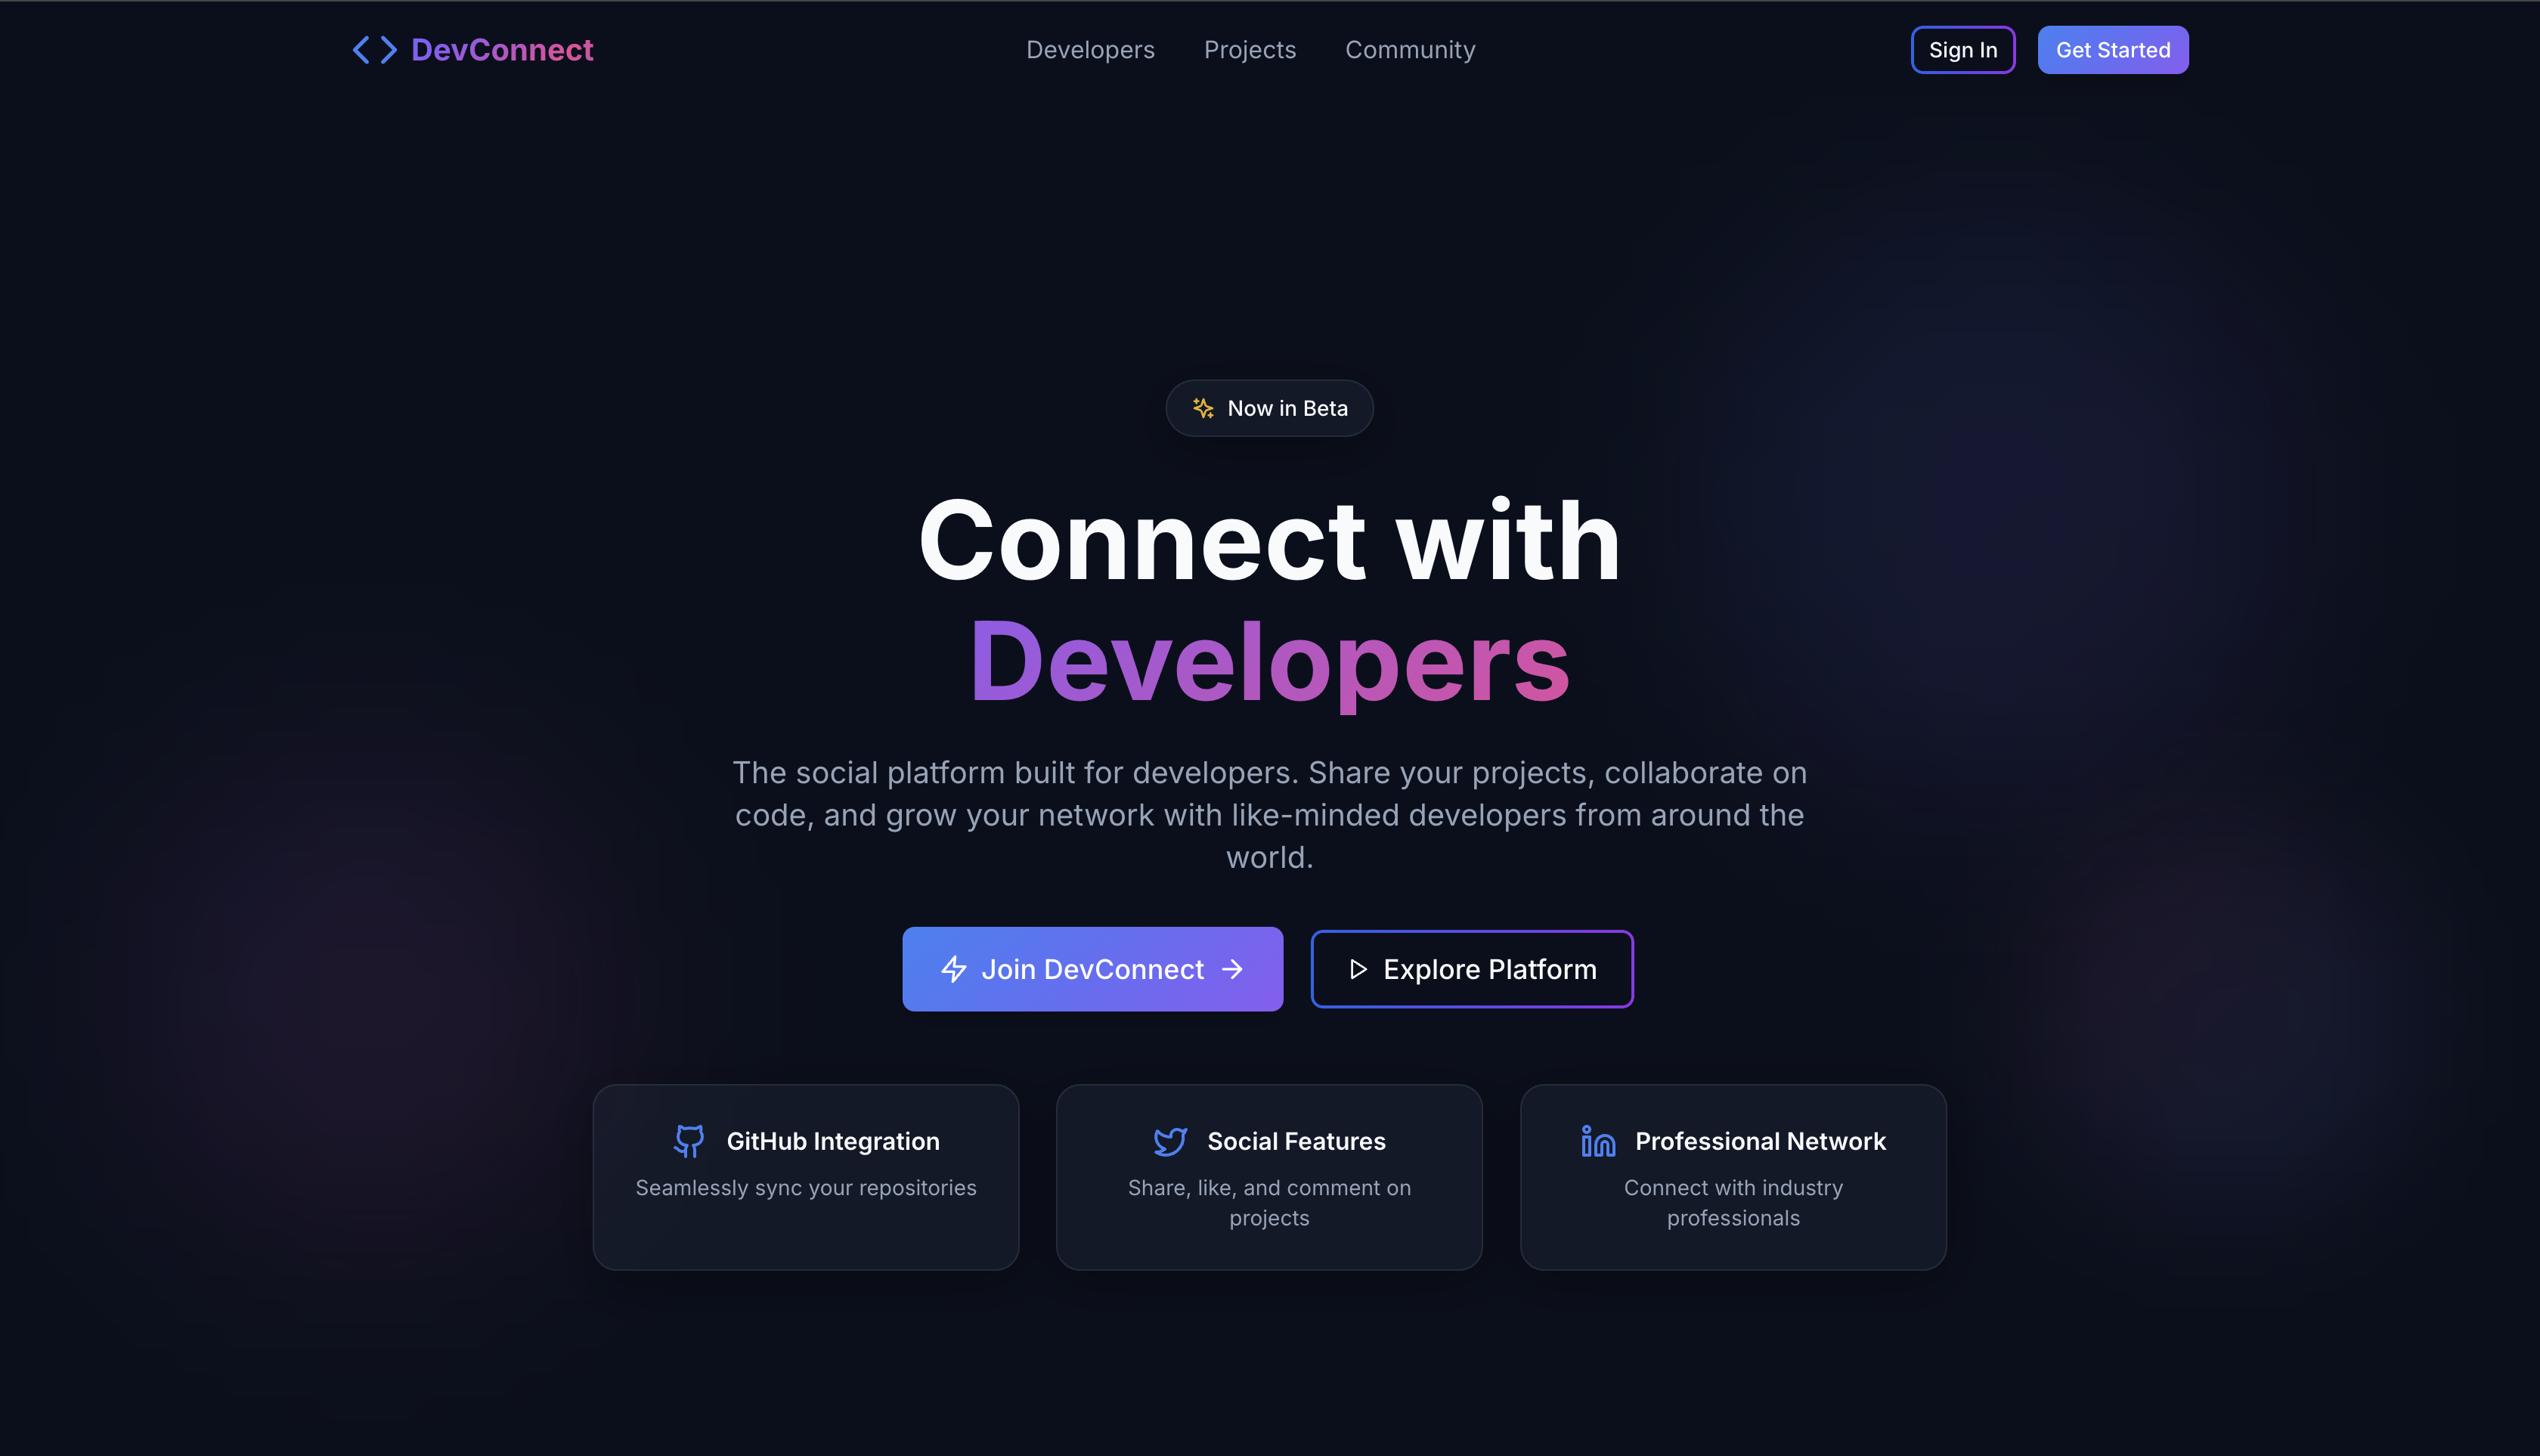 DevConnect
Developers
Projects
Community
Sign In
Get Started
Now in Beta
Connect with
Developers
The social platform built for developers. Share your projects, collaborate on
code, and grow your network with like-minded developers from around the
world.
Join DevConnect
Explore Platform
GitHub Integration
Seamlessly sync your repositories
Social Features
Share, like, and comment on
projects
Professional Network
Connect with industry
professionals